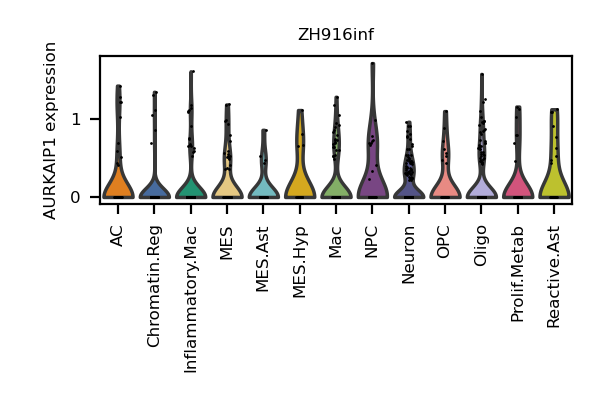 ZH916inf
AURKAIP1 expression
1
0
AC
Chromatin.Reg
Inflammatory.Mac
MES
MES.Ast
MES.Hyp
Mac
NPC
Neuron
OPC
Oligo
Prolif.Metab
Reactive.Ast